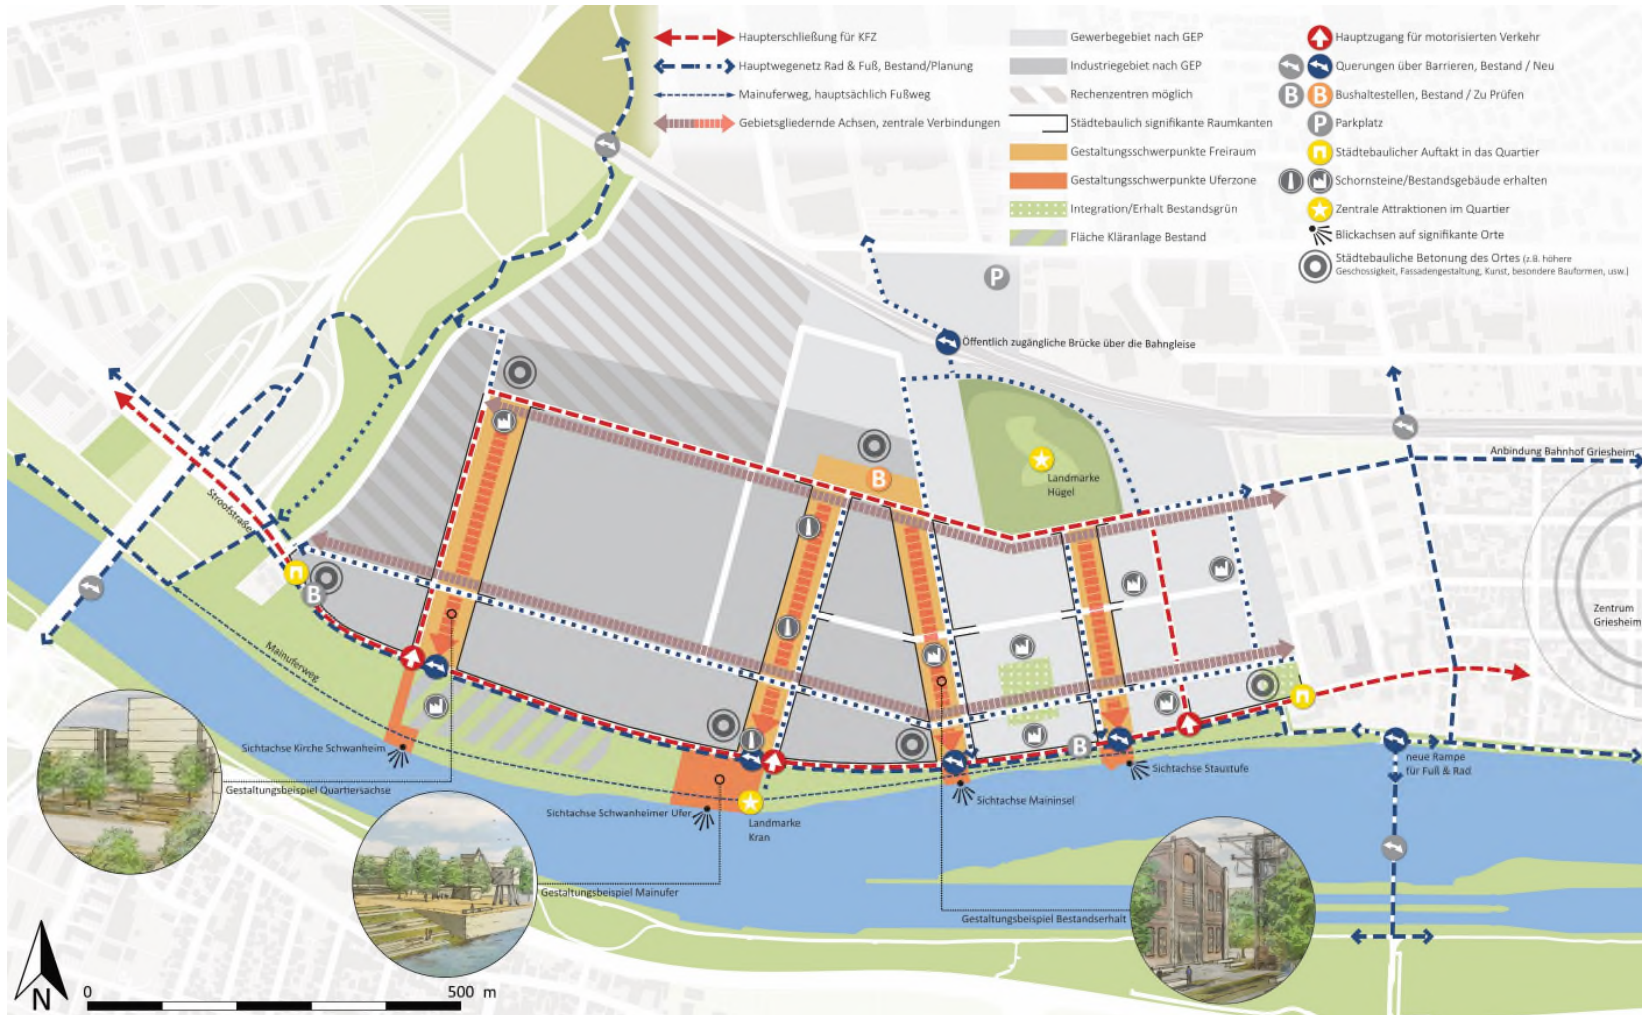 Haupterschließung für KFZ
Hauptwegenetz Rad & Fuß, Bestand/Planung
Mainuferweg, hauptsächlich Fußweg
Gebietsgliedernde Achsen, zentrale Verbindungen
Gewerbegebiet nach GEP
Industriegebiet nach GEP
Rechenzentren möglich
Städtebaulich signifikante Raumkanten
Gestaltungsschwerpunkte Freiraum
Gestaltungsschwerpunkte Uferzone
Integration/Erhalt Bestandsgrün
Fläche Kläranlage Bestand
Hauptzugang für motorisierten Verkehr
Querungen über Barrieren, Bestand / Neu
B B Bushaltestellen, Bestand / Zu Prüfen
P Parkplatz
Städtebaulicher Auftakt in das Quartier
Schornsteine/Bestandsgebäude erhalten
Zentrale Attraktionen im Quartier
Blickachsen auf signifikante Orte
Städtebauliche Betonung des Ortes (z.B. höhere
Geschossigkeit, Fassadengestaltung, Kunst, besondere Bauformen, usw.)
P
Öffentlich zugängliche Brücke über die Bahngleise
Anbindung Bahnhof Griesheim
B
Landmarke
Hügel
Stroofstraße
B
Zentrum
Griesheim
Mainuferweg
Sichtachse Kirche Schwanheim
B
neue Rampe
für Fuß & Rad
Sichtachse Staustufe
Gestaltungsbeispiel Quartiersachse
Sichtachse Maininsel
Sichtachse Schwanheimer Ufer
Landmarke
Kran
Gestaltungsbeispiel Mainufer
Gestaltungsbeispiel Bestandserhalt
N
0 500 m